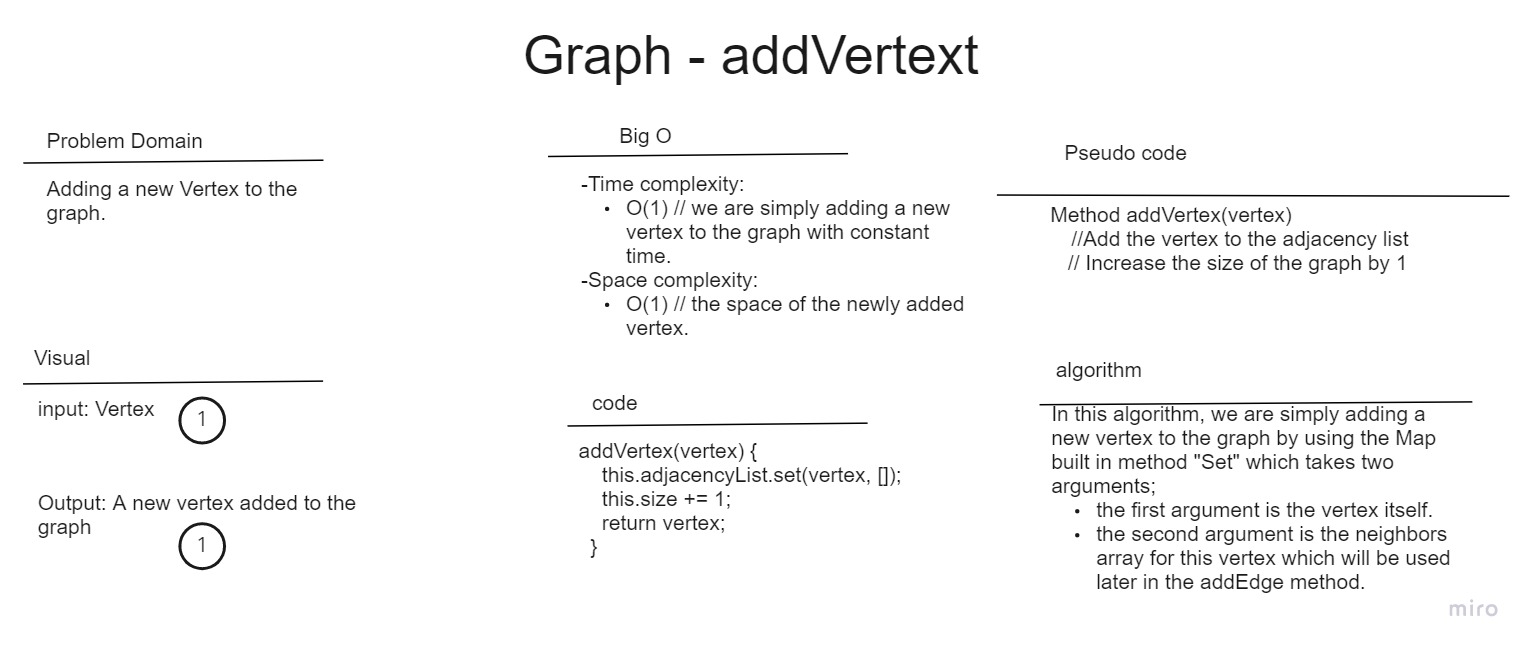 Graph - addVertext
Problem Domain
Adding a new Vertex to the
graph.
Visual
input: Vertex
1
Output: A new vertex added to the
graph
1
Big O
-Time complexity:
• O(1) // we are simply adding a new
vertex to the graph with constant
time.
-Space complexity:
• O(1) // the space of the newly added
vertex.
code
addVertex(vertex) {
this.adjacencyList.set(vertex, []);
this.size += 1;
return vertex;
}
Pseudo code
Method addVertex(vertex)
//Add the vertex to the adjacency list
// Increase the size of the graph by 1
algorithm
In this algorithm, we are simply adding a
new vertex to the graph by using the Map
built in method "Set" which takes two
arguments;
• the first argument is the vertex itself.
• the second argument is the neighbors
array for this vertex which will be used
later in the addEdge method.
miro